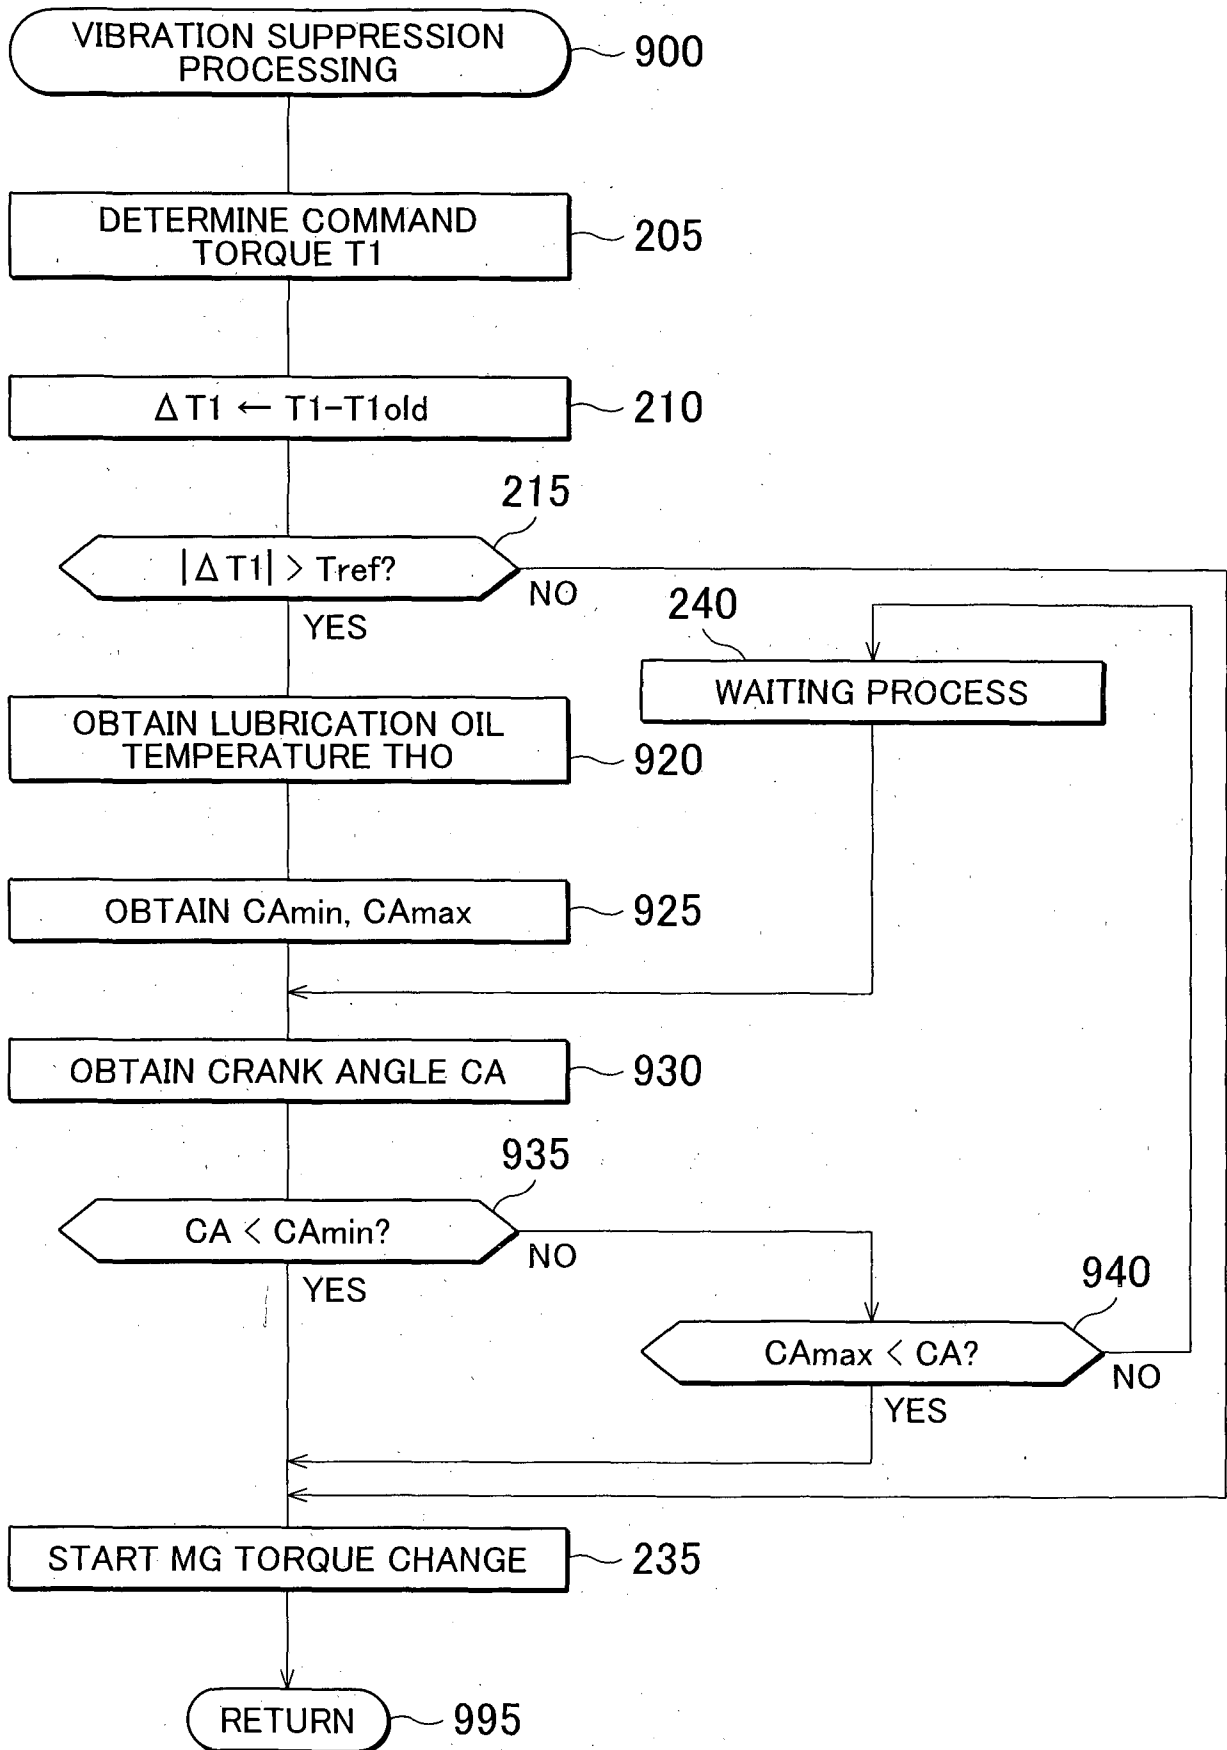 VIBRATION SUPPRESSION
PROCESSING
900
DETERMINE COMMAND
TORQUE T1
205
ΔT1 ← T1-T1old
210
215
|ΔT1| > Tref?
NO
YES
240
WAITING PROCESS
OBTAIN LUBRICATION OIL
TEMPERATURE THO
920
OBTAIN CAmin, CAmax
925
OBTAIN CRANK ANGLE CA
930
935
CA < CAmin?
NO
YES
940
CAmax < CA?
NO
YES
START MG TORQUE CHANGE
235
RETURN
995